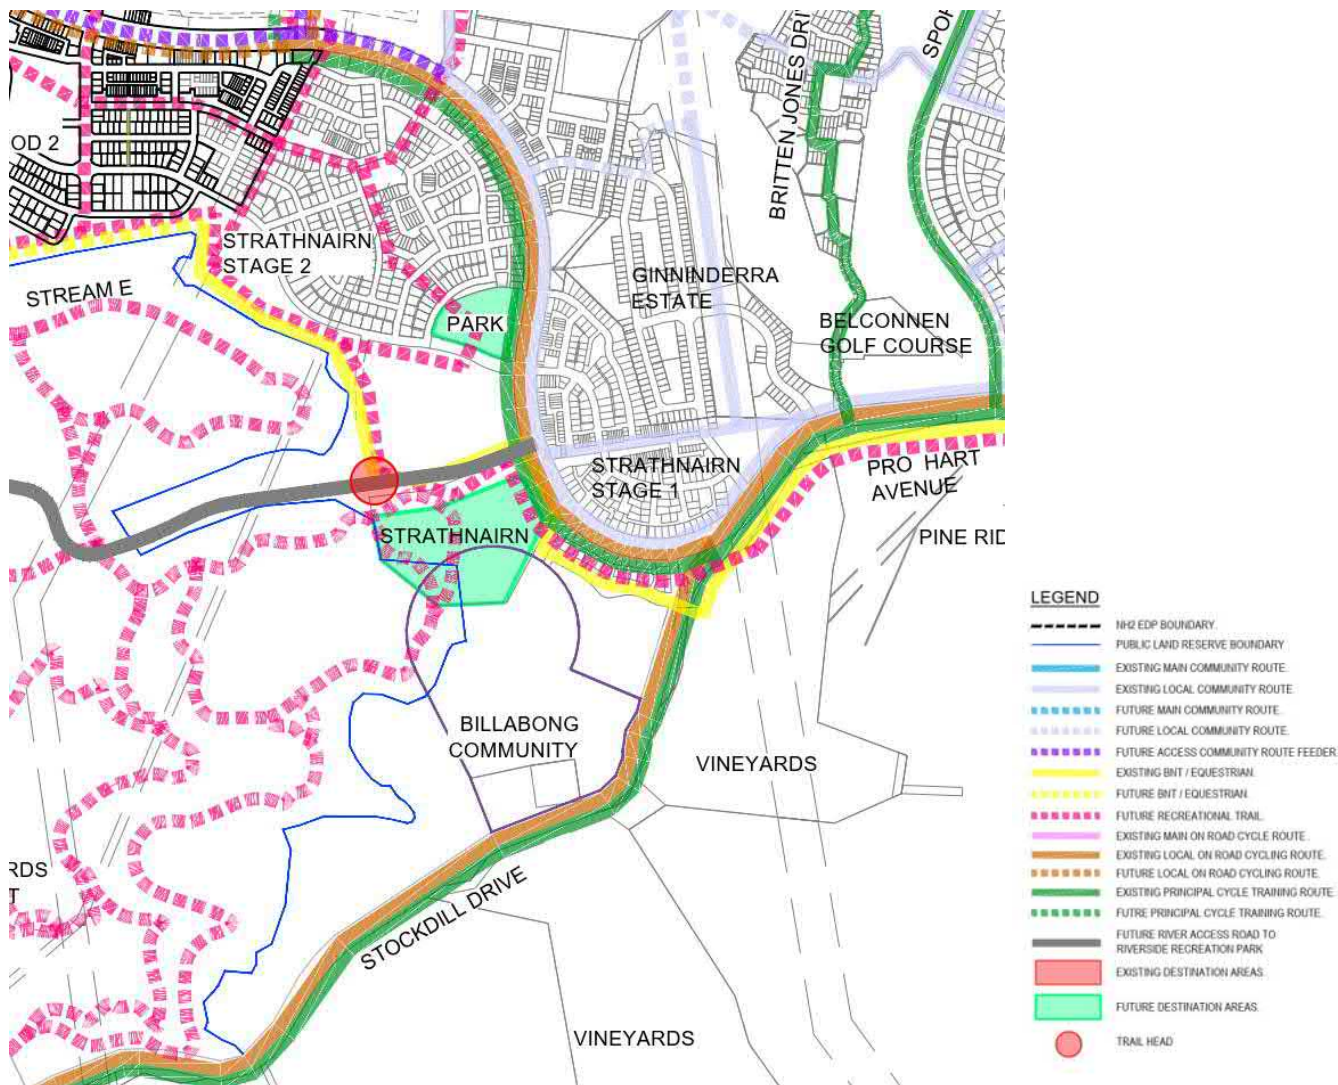 BRITTEN JONES DRI
SPOR
OD 2
STRATHNAIRN
STAGE 2
GINNINDERRA
ESTATE
STREAM E
PARK
BELCONNEN
GOLF COURSE
STRATHNAIRN
STAGE 1
PRO HART
AVENUE
STRATHNAIRN
PINE RID
BILLABONG
COMMUNITY
VINEYARDS
RDS
T
STOCKDILL DRIVE
VINEYARDS
LEGEND
NH2 EDP BOUNDARY.
PUBLIC LAND RESERVE BOUNDARY
EXISTING MAIN COMMUNITY ROUTE.
EXISTING LOCAL COMMUNITY ROUTE
FUTURE MAIN COMMUNITY ROUTE.
FUTURE LOCAL COMMUNITY ROUTE.
FUTURE ACCESS COMMUNITY ROUTE FEEDER
EXISTING BNT / EQUESTRIAN.
FUTURE BNT / EQUESTRIAN.
FUTURE RECREATIONAL TRAIL.
EXISTING MAIN ON ROAD CYCLE ROUTE.
EXISTING LOCAL ON ROAD CYCLING ROUTE.
FUTURE LOCAL ON ROAD CYCLING ROUTE.
EXISTING PRINCIPAL CYCLE TRAINING ROUTE.
FUTRE PRINCIPAL CYCLE TRAINING ROUTE.
FUTURE RIVER ACCESS ROAD TO
RIVERSIDE RECREATION PARK
EXISTING DESTINATION AREAS.
FUTURE DESTINATION AREAS.
TRAIL HEAD